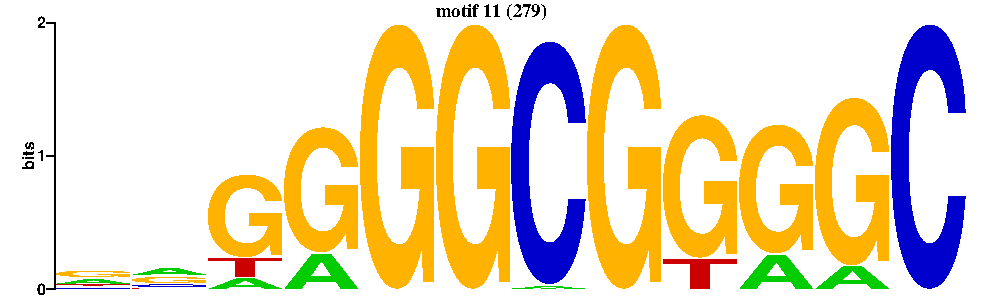 motif 11 (279)
2
bits
1
0
G G G G G C G G G G C
A A T A T A A